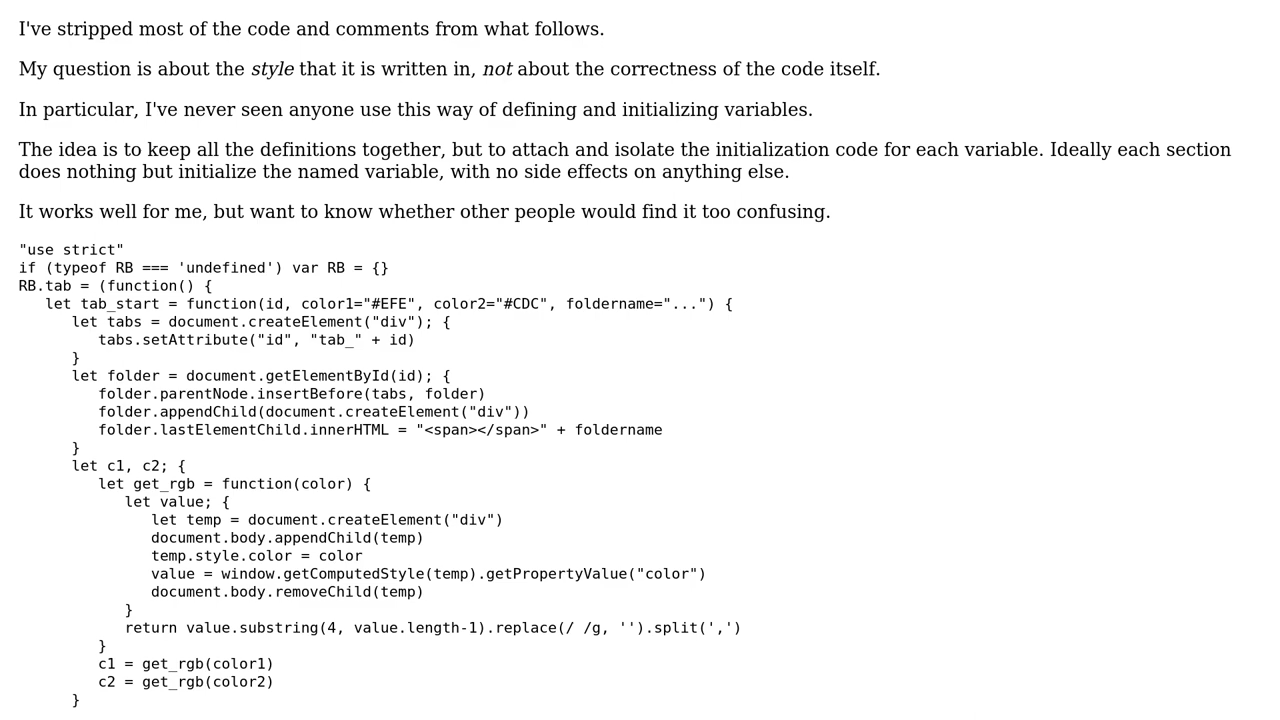 I've stripped most of the code and comments from what follows.
My question is about the style that it is written in, not about the correctness of the code itself.
In particular, I've never seen anyone use this way of defining and initializing variables.
The idea is to keep all the definitions together, but to attach and isolate the initialization code for each variable. Ideally each section
does nothing but initialize the named variable, with no side effects on anything else.
It works well for me, but want to know whether other people would find it too confusing.
"use strict"
if (typeof RB === 'undefined') var RB = {}
RB.tab = (function() {
   let tab_start = function(id, color1="#EFE", color2="#CDC", foldername="...") {
      let tabs = document.createElement("div"); {
         tabs.setAttribute("id", "tab_" + id)
      }
      let folder = document.getElementById(id); {
         folder.parentNode.insertBefore(tabs, folder)
         folder.appendChild(document.createElement("div"))
         folder.lastElementChild.innerHTML = "<span></span>" + foldername
      }
      let c1, c2; {
         let get_rgb = function(color) {
            let value; {
               let temp = document.createElement("div")
               document.body.appendChild(temp)
               temp.style.color = color
               value = window.getComputedStyle(temp).getPropertyValue("color")
               document.body.removeChild(temp)
            }
            return value.substring(4, value.length-1).replace(/ /g, '').split(',')
         }
         c1 = get_rgb(color1)
         c2 = get_rgb(color2)
      }